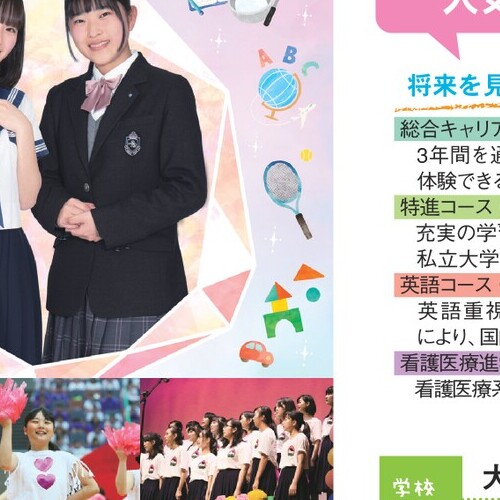 ABC
将来を見
総合キャリア
3年間を通
体験できる
特進コース
充実の学習
私立大学
英語コース
英語重視
により、国
看護医療進
看護医療系
学校